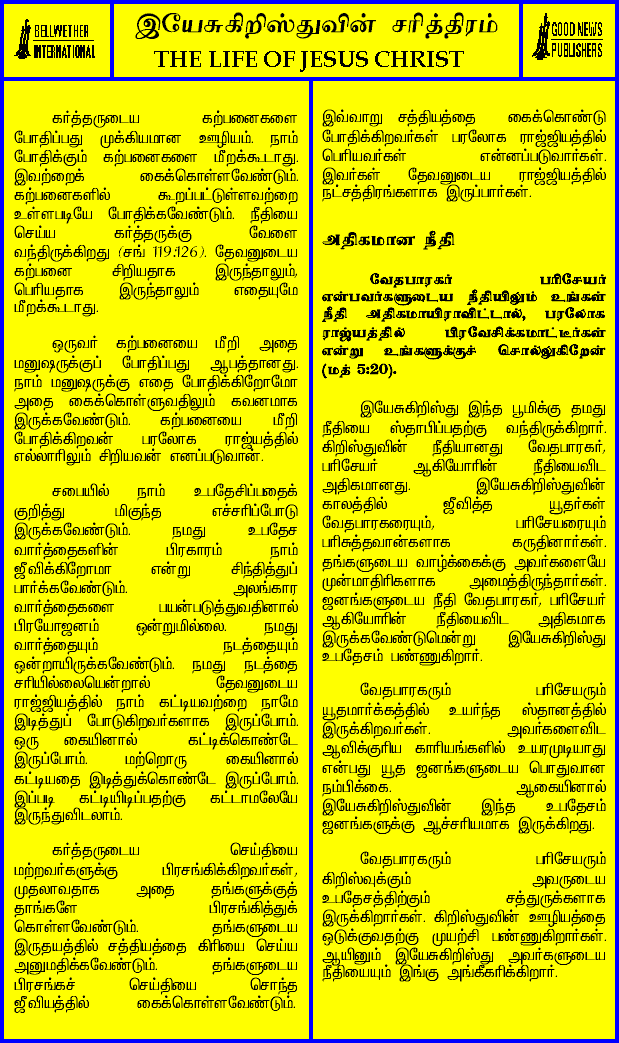 BELLWETHER
INTERNATIONAL
இயேசுகிறிஸ்துவின் சரித்திரம்
THE LIFE OF JESUS CHRIST
GOOD NEWS
PUBLISHERS
கர்த்தருடைய கற்பனைகளை
போதிப்பது முக்கியமான ஊழியம். நாம்
போதிக்கும் கற்பனைகளை மீறக்கூடாது.
இவற்றைக் கைக்கொள்ளவேண்டும்.
கற்பனைகளில் கூறப்பட்டுள்ளவற்றை
உள்ளபடியே போதிக்கவேண்டும். நீதியை
செய்ய கர்த்தருக்கு வேளை
வந்திருக்கிறது (சங் 119:126). தேவனுடைய
கற்பனை சிறியதாக இருந்தாலும்,
பெரியதாக இருந்தாலும் எதையுமே
மீறக்கூடாது.
ஒருவர் கற்பனையை மீறி அதை
மனுஷருக்குப் போதிப்பது ஆபத்தானது.
நாம் மனுஷருக்கு எதை போதிக்கிறோமோ
அதை கைக்கொள்ளுவதிலும் கவனமாக
இருக்கவேண்டும். கற்பனையை மீறி
போதிக்கிறவன் பரலோக ராஜ்யத்தில்
எல்லாரிலும் சிறியவன் எனப்படுவான்.
சபையில் நாம் உபதேசிப்பதைக்
குறித்து மிகுந்த எச்சரிப்போடு
இருக்கவேண்டும். நமது உபதேச
வார்த்தைகளின் பிரகாரம் நாம்
ஜீவிக்கிறோமா என்று சிந்தித்துப்
பார்க்கவேண்டும். அலங்கார
வார்த்தைகளை பயன்படுத்துவதினால்
பிரயோஜனம் ஒன்றுமில்லை. நமது
வார்த்தையும் நடத்தையும்
ஒன்றாயிருக்கவேண்டும். நமது நடத்தை
சரியில்லையென்றால் தேவனுடைய
ராஜ்ஜியத்தில் நாம் கட்டியவற்றை நாமே
இடித்துப் போடுகிறவர்களாக இருப்போம்.
ஒரு கையினால் கட்டிக்கொண்டே
இருப்போம். மற்றொரு கையினால்
கட்டியதை இடித்துக்கொண்டே இருப்போம்.
இப்படி கட்டியிடிப்பதற்கு கட்டாமலேயே
இருந்துவிடலாம்.
கர்த்தருடைய செய்தியை
மற்றவர்களுக்கு பிரசங்கிக்கிறவர்கள்,
முதலாவதாக அதை தங்களுக்குத்
தாங்களே பிரசங்கித்துக்
கொள்ளவேண்டும். தங்களுடைய
இருதயத்தில் சத்தியத்தை கிரியை செய்ய
அனுமதிக்கவேண்டும். தங்களுடைய
பிரசங்கச் செய்தியை சொந்த
ஜீவியத்தில் கைக்கொள்ளவேண்டும்.
இவ்வாறு சத்தியத்தை கைக்கொண்டு
போதிக்கிறவர்கள் பரலோக ராஜ்ஜியத்தில்
பெரியவர்கள் என்னப்படுவார்கள்.
இவர்கள் தேவனுடைய ராஜ்ஜியத்தில்
நட்சத்திரங்களாக இருப்பார்கள்.
அதிகமான நீதி
வேதபாரகர் பரிசேயர்
என்பவர்களுடைய நீதியிலும் உங்கள்
நீதி அதிகமாயிராவிட்டால், பரலோக
ராஜ்யத்தில் பிரவேசிக்கமாட்டீர்கள்
என்று உங்களுக்குச் சொல்லுகிறேன்
(மத் 5:20).
இயேசுகிறிஸ்து இந்த பூமிக்கு தமது
நீதியை ஸ்தாபிப்பதற்கு வந்திருக்கிறார்.
கிறிஸ்துவின் நீதியானது வேதபாரகர்,
பரிசேயர் ஆகியோரின் நீதியைவிட
அதிகமானது. இயேசுகிறிஸ்துவின்
காலத்தில் ஜீவித்த யூதர்கள்
வேதபாரகரையும், பரிசேயரையும்
பரிசுத்தவான்களாக கருதினார்கள்.
தங்களுடைய வாழ்க்கைக்கு அவர்களையே
முன்மாதிரிகளாக அமைத்திருந்தார்கள்.
ஜனங்களுடைய நீதி வேதபாரகர், பரிசேயர்
ஆகியோரின் நீதியைவிட அதிகமாக
இருக்கவேண்டுமென்று இயேசுகிறிஸ்து
உபதேசம் பண்ணுகிறார்.
வேதபாரகரும் பரிசேயரும்
யூதமார்க்கத்தில் உயர்ந்த ஸ்தானத்தில்
இருக்கிறவர்கள். அவர்களைவிட
ஆவிக்குரிய காரியங்களில் உயரமுடியாது
என்பது யூத ஜனங்களுடைய பொதுவான
நம்பிக்கை. ஆகையினால்
இயேசுகிறிஸ்துவின் இந்த உபதேசம்
ஜனங்களுக்கு ஆச்சரியமாக இருக்கிறது.
வேதபாரகரும் பரிசேயரும்
கிறிஸ்வுக்கும் அவருடைய
உபதேசத்திற்கும் சத்துருக்களாக
இருக்கிறார்கள். கிறிஸ்துவின் ஊழியத்தை
ஒடுக்குவதற்கு முயற்சி பண்ணுகிறார்கள்.
ஆயினும் இயேசுகிறிஸ்து அவர்களுடைய
நீதியையும் இங்கு அங்கீகரிக்கிறார்.